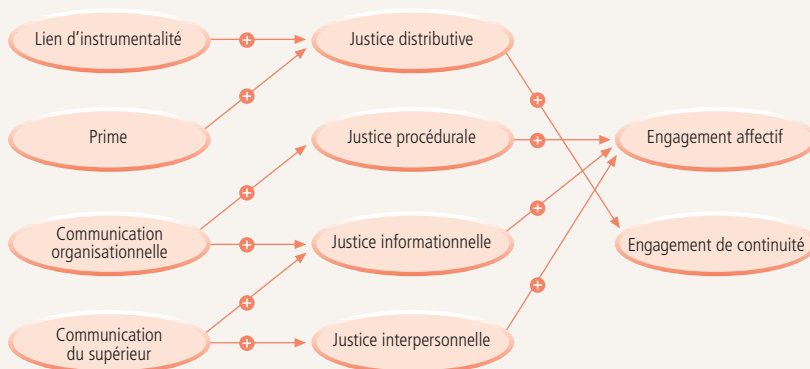 Lien d'instrumentalité
+
Justice distributive
+
+
Prime
Justice procédurale
+
Engagement affectif
+
+
Communication
organisationnelle
+
Justice informationnelle
Engagement de continuité
+
+
Communication
du supérieur
+
Justice interpersonnelle